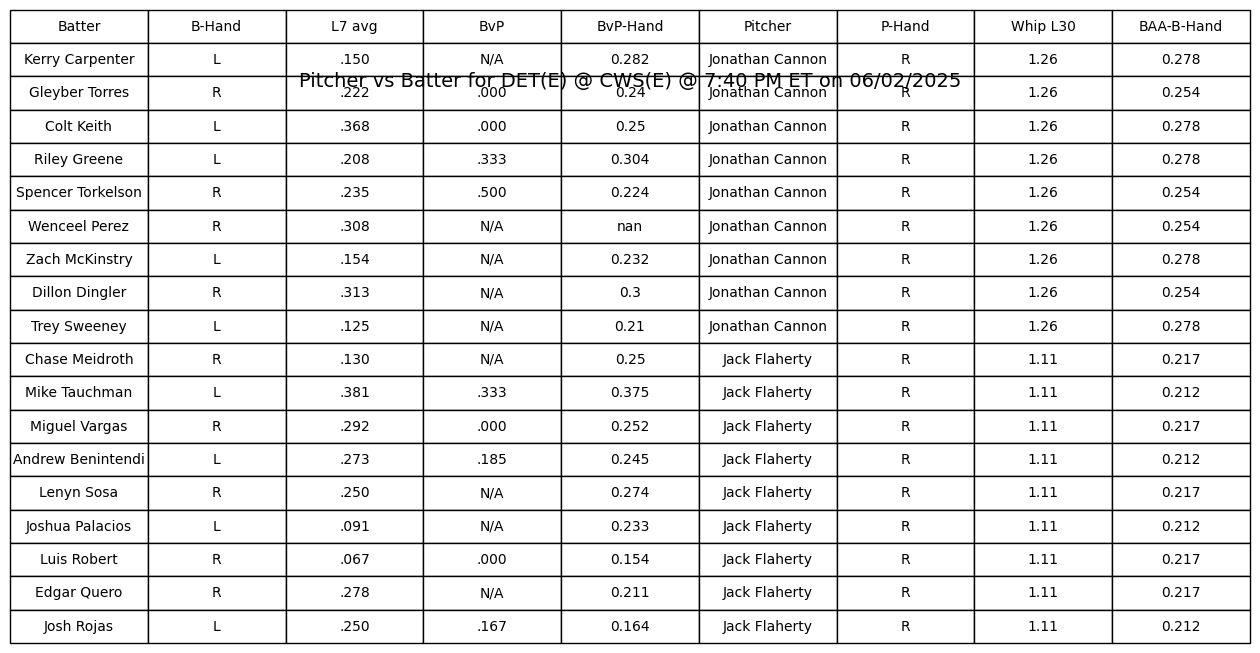 Batter B-Hand L7 avg BvP BvP-Hand Pitcher P-Hand Whip L30 BAA-B-Hand
Kerry Carpenter L .150 N/A 0.282 Jonathan Cannon R 1.26 0.278
Pitcher vs Batter for DET(E) @ CWS(E) @ 7:40 PM ET on 06/02/2025
Gleyber Torres R .222 .000 0.24 Jonathan Cannon R 1.26 0.254
Colt Keith L .368 .000 0.25 Jonathan Cannon R 1.26 0.278
Riley Greene L .208 .333 0.304 Jonathan Cannon R 1.26 0.278
Spencer Torkelson R .235 .500 0.224 Jonathan Cannon R 1.26 0.254
Wenceel Perez R .308 N/A nan Jonathan Cannon R 1.26 0.254
Zach McKinstry L .154 N/A 0.232 Jonathan Cannon R 1.26 0.278
Dillon Dingler R .313 N/A 0.3 Jonathan Cannon R 1.26 0.254
Trey Sweeney L .125 N/A 0.21 Jonathan Cannon R 1.26 0.278
Chase Meidroth R .130 N/A 0.25 Jack Flaherty R 1.11 0.217
Mike Tauchman L .381 .333 0.375 Jack Flaherty R 1.11 0.212
Miguel Vargas R .292 .000 0.252 Jack Flaherty R 1.11 0.217
Andrew Benintendi L .273 .185 0.245 Jack Flaherty R 1.11 0.212
Lenyn Sosa R .250 N/A 0.274 Jack Flaherty R 1.11 0.217
Joshua Palacios L .091 N/A 0.233 Jack Flaherty R 1.11 0.212
Luis Robert R .067 .000 0.154 Jack Flaherty R 1.11 0.217
Edgar Quero R .278 N/A 0.211 Jack Flaherty R 1.11 0.217
Josh Rojas L .250 .167 0.164 Jack Flaherty R 1.11 0.212